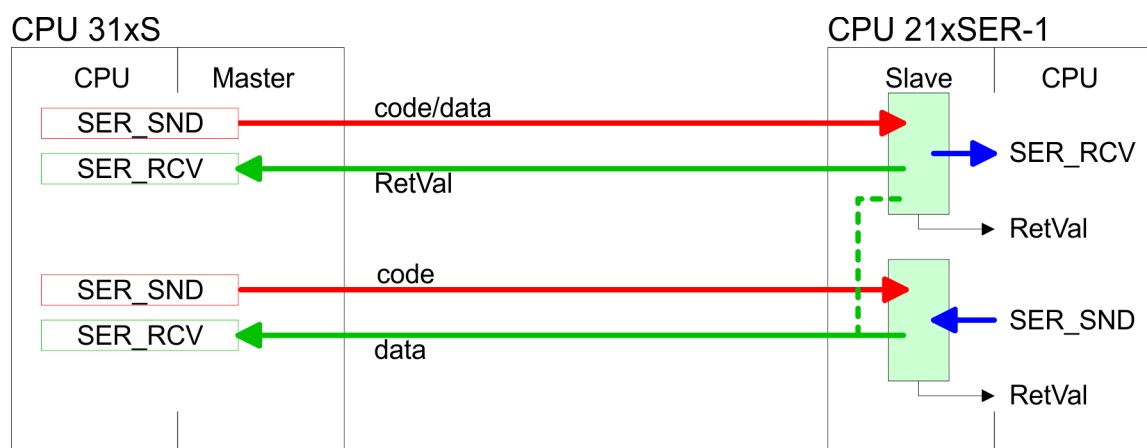 CPU 31xS
CPU 21xSER-1
CPU
Master
Slave
CPU
SER_SND
code/data
SER_RCV
SER_RCV
RetVal
RetVal
SER_SND
code
SER_SND
SER_RCV
data
RetVal